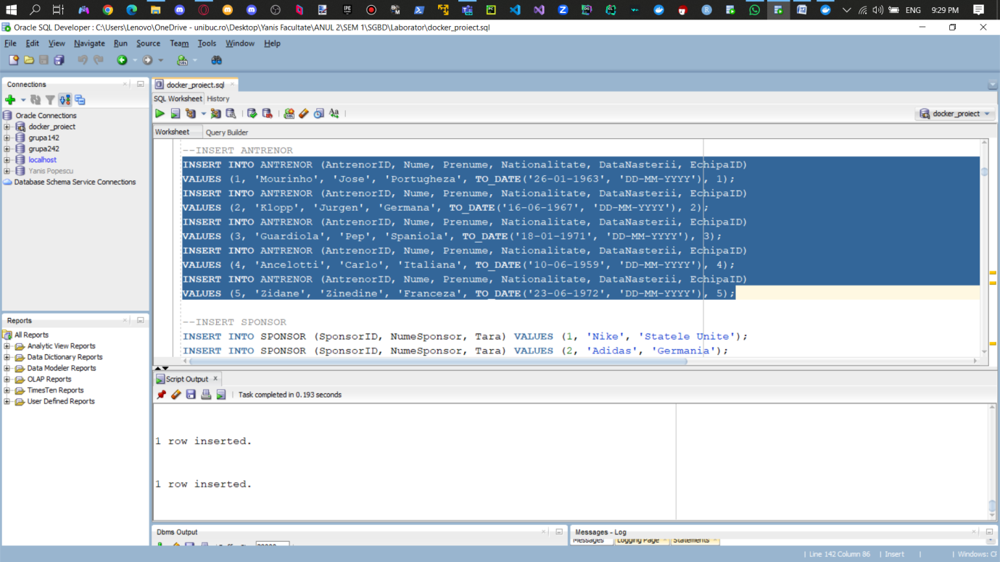 ENG
9:29 PM
Oracle SQL Developer : C:\Users\Lenovo\OneDrive - unibuc.ro\Desktop\Yanis Facultate\ANUL 2\SEM 1\SGBD\Laborator\docker_proiect.sql
File Edit View Navigate Run Source Team Tools Window Help
Connections
Oracle Connections
docker_proiect
grupa142
grupa242
localhost
Yanis Popescu
Database Schema Service Connections
Reports
All Reports
Analytic View Reports
Data Dictionary Reports
Data Modeler Reports
OLAP Reports
TimesTen Reports
User Defined Reports
docker_proiect.sql
SQL Worksheet History
docker_proiect
Worksheet Query Builder
--INSERT ANTRENOR
INSERT INTO ANTRENOR (AntrenorID, Nume, Prenume, Nationalitate, DataNasterii, EchipaID)
VALUES (1, 'Mourinho', 'Jose', 'Portugheza', TO_DATE('26-01-1963', 'DD-MM-YYYY'), 1);
INSERT INTO ANTRENOR (AntrenorID, Nume, Prenume, Nationalitate, DataNasterii, EchipaID)
VALUES (2, 'Klopp', 'Jurgen', 'Germana', TO_DATE('16-06-1967', 'DD-MM-YYYY'), 2);
INSERT INTO ANTRENOR (AntrenorID, Nume, Prenume, Nationalitate, DataNasterii, EchipaID)
VALUES (3, 'Guardiola', 'Pep', 'Spaniola', TO_DATE('18-01-1971', 'DD-MM-YYYY'), 3);
INSERT INTO ANTRENOR (AntrenorID, Nume, Prenume, Nationalitate, DataNasterii, EchipaID)
VALUES (4, 'Ancelotti', 'Carlo', 'Italiana', TO_DATE('10-06-1959', 'DD-MM-YYYY'), 4);
INSERT INTO ANTRENOR (AntrenorID, Nume, Prenume, Nationalitate, DataNasterii, EchipaID)
VALUES (5, 'Zidane', 'Zinedine', 'Franceza', TO_DATE('23-06-1972', 'DD-MM-YYYY'), 5);
--INSERT SPONSOR
INSERT INTO SPONSOR (SponsorID, NumeSponsor, Tara) VALUES (1, 'Nike', 'Statele Unite');
INSERT INTO SPONSOR (SponsorID, NumeSponsor, Tara) VALUES (2, 'Adidas', 'Germania');
Script Output
Task completed in 0.193 seconds
1 row inserted.
1 row inserted.
Dbms Output
Messages - Log
Messages Logging Page Statements
Line 142 Column 86 Insert Windows: C